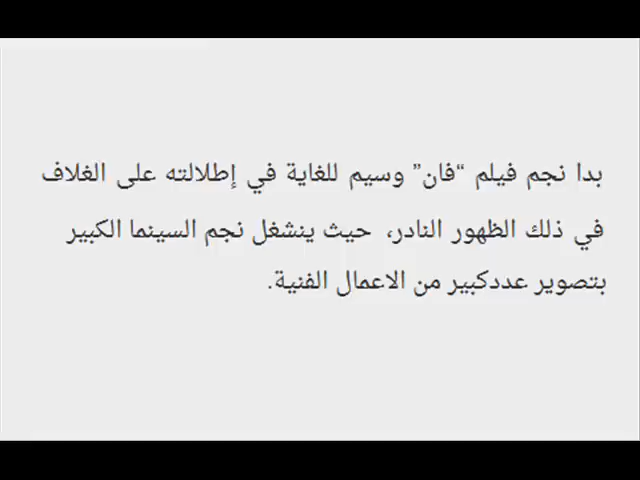 بدا نجم فيلم “فان” وسيم للغاية في إطلالته على الغلاف
في ذلك الظهور النادر، حيث ينشغل نجم السينما الكبير
بتصوير عددكبير من الاعمال الفنية.